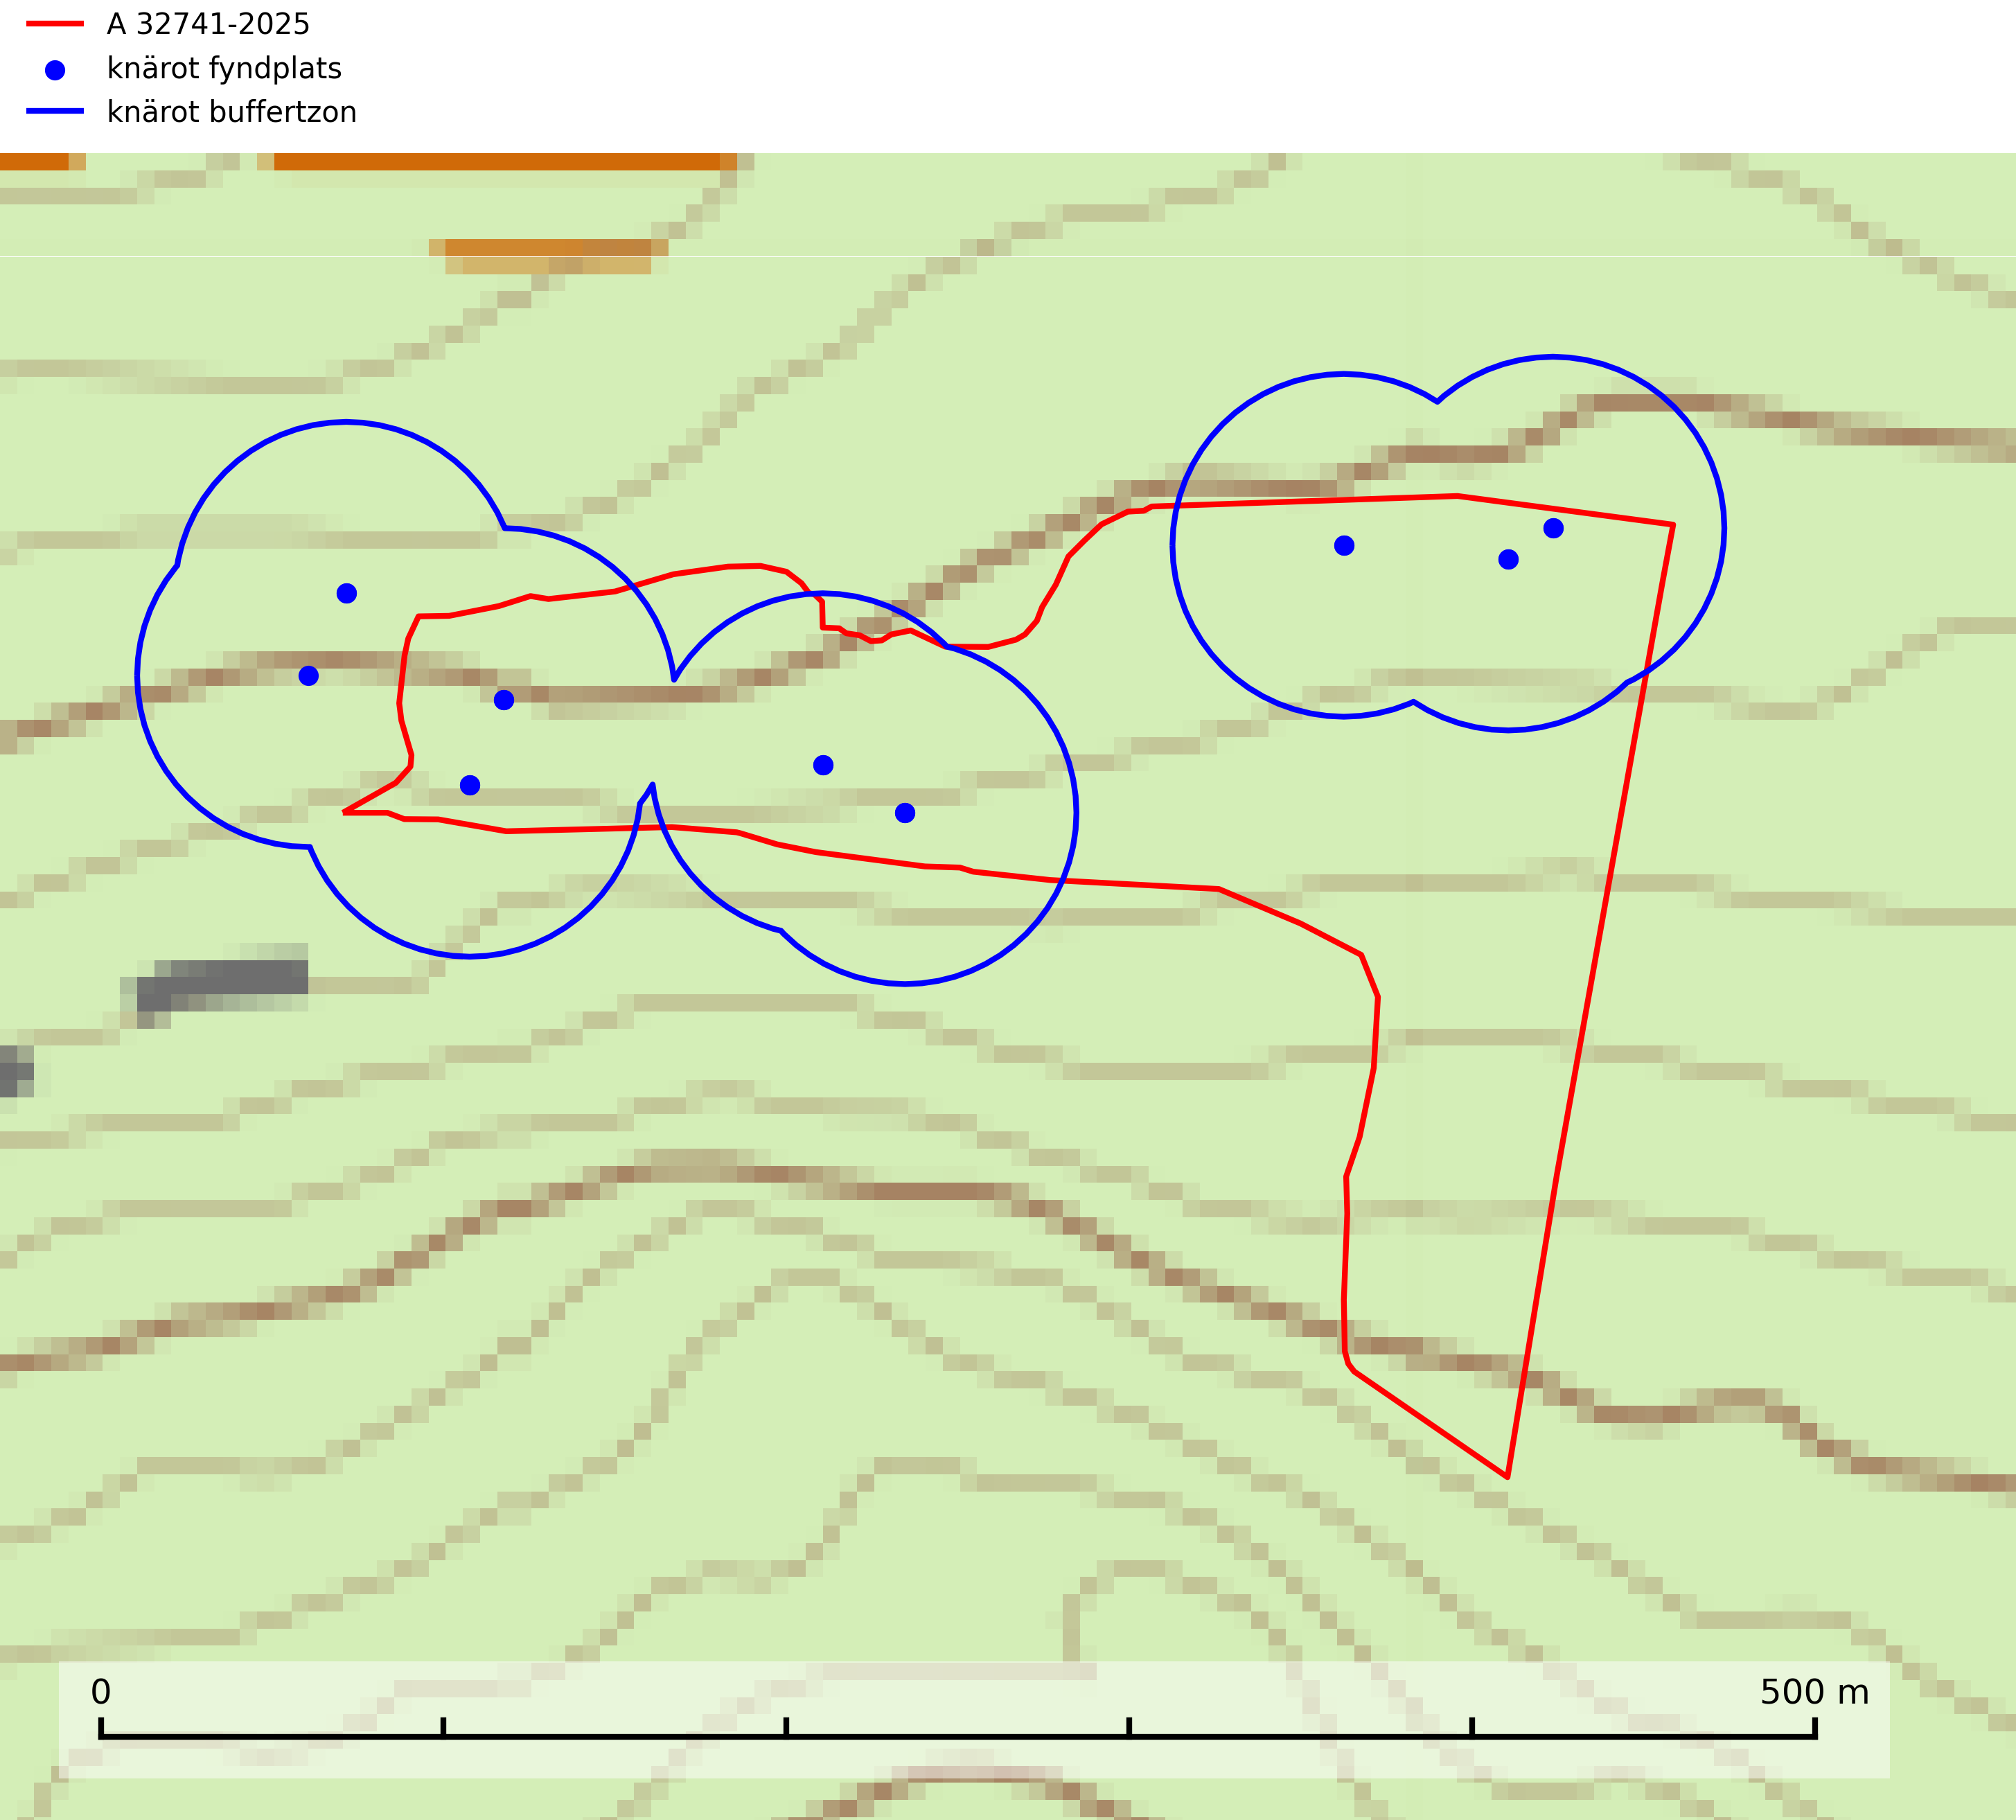 A 32741-2025
knärot fyndplats
knärot buffertzon
0
500 m